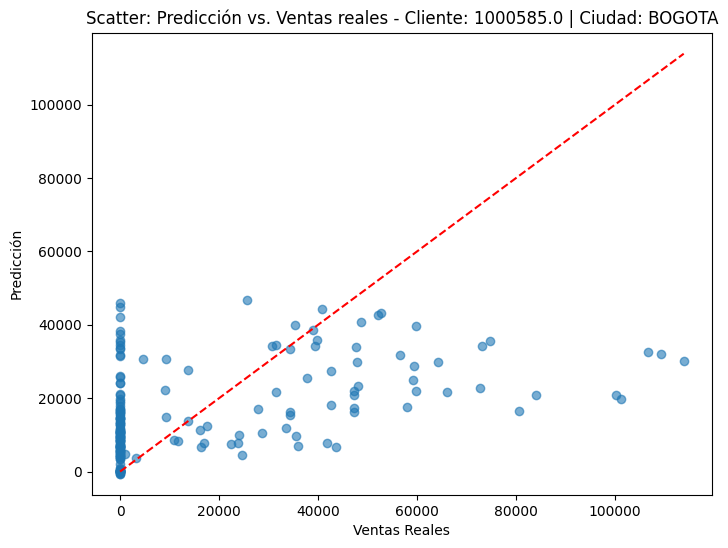 Scatter: Predicción vs. Ventas reales - Cliente: 1000585.0 | Ciudad: BOGOTA
Predicción
100000
80000
60000
40000
20000
0
0 20000 40000 60000 80000 100000
Ventas Reales